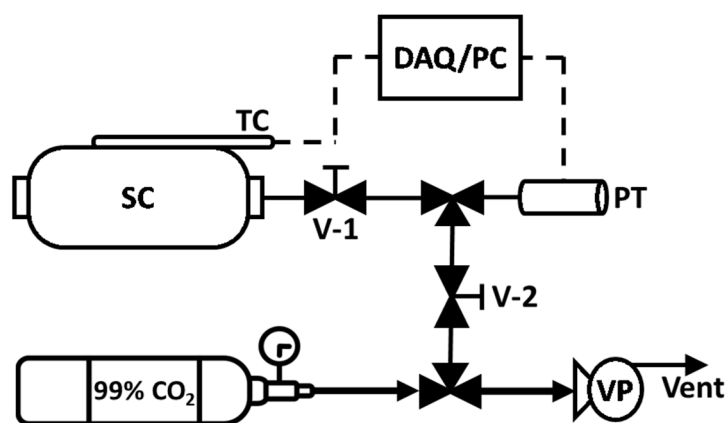 DAQ/PC
TC
SC
V-1
PT
V-2
99% CO₂
VP
Vent